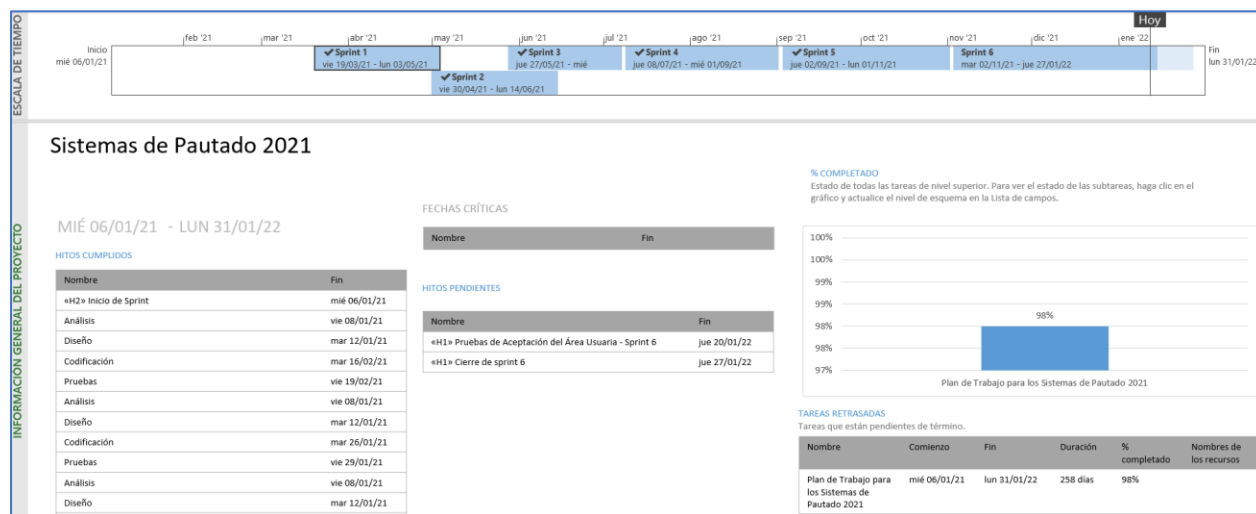 ESCALA DE TIEMPO
Hoy
feb '21 mar '21 abr '21 may '21 jun '21 jul '21 ago '21 sep '21 oct '21 nov '21 dic '21 ene '22
Inicio
mié 06/01/21
✔ Sprint 1
vie 19/03/21 - lun 03/05/21
✔ Sprint 3
jue 27/05/21 - mié
✔ Sprint 4
jue 08/07/21 - mié 01/09/21
✔ Sprint 5
jue 02/09/21 - lun 01/11/21
Sprint 6
mar 02/11/21 - jue 27/01/22
Fin
lun 31/01/22
✔ Sprint 2
vie 30/04/21 - lun 14/06/21
INFORMACIÓN GENERAL DEL PROYECTO
Sistemas de Pautado 2021
MIÉ 06/01/21 - LUN 31/01/22
HITOS CUMPLIDOS
Nombre Fin
«H2» Inicio de Sprint mié 06/01/21
Análisis vie 08/01/21
Diseño mar 12/01/21
Codificación mar 16/02/21
Pruebas vie 19/02/21
Análisis vie 08/01/21
Diseño mar 12/01/21
Codificación mar 26/01/21
Pruebas vie 29/01/21
Análisis vie 08/01/21
Diseño mar 12/01/21
FECHAS CRÍTICAS
Nombre Fin
HITOS PENDIENTES
Nombre Fin
«H1» Pruebas de Aceptación del Área Usuaria - Sprint 6 jue 20/01/22
«H1» Cierre de sprint 6 jue 27/01/22
% COMPLETADO
Estado de todas las tareas de nivel superior. Para ver el estado de las subtareas, haga clic en el
gráfico y actualice el nivel de esquema en la Lista de campos.
100%
100%
99%
99%
98%
98%
97%
98%
Plan de Trabajo para los Sistemas de Pautado 2021
TAREAS RETRASADAS
Tareas que están pendientes de término.
Nombre Comienzo Fin Duración % Nombres de
completado los recursos
Plan de Trabajo para mié 06/01/21 lun 31/01/22 258 días 98%
los Sistemas de
Pautado 2021